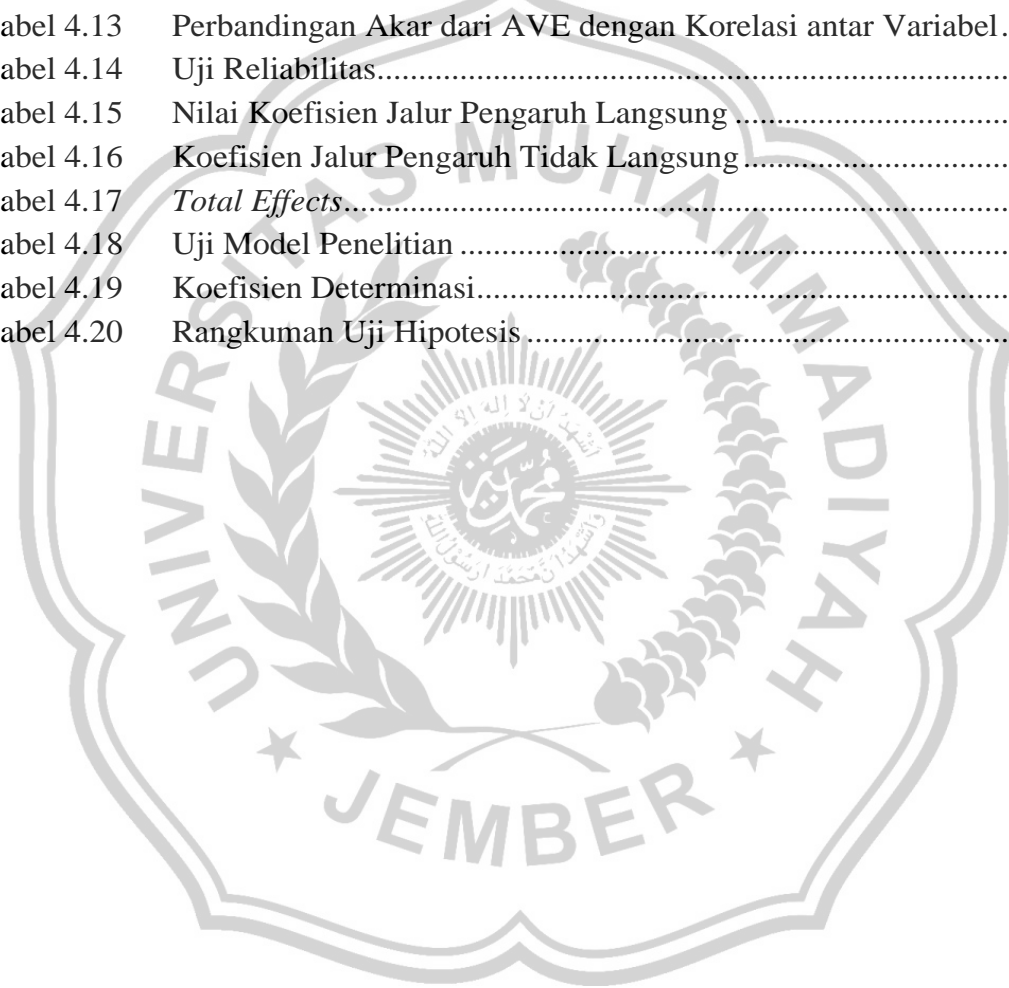 abel 4.13 Perbandingan Akar dari AVE dengan Korelasi antar Variabel.
abel 4.14 Uji Reliabilitas......................................................................
abel 4.15 Nilai Koefisien Jalur Pengaruh Langsung ..............................
abel 4.16 Koefisien Jalur Pengaruh Tidak Langsung .............................
abel 4.17 Total Effects..........................................................................
abel 4.18 Uji Model Penelitian .............................................................
abel 4.19 Koefisien Determinasi...........................................................
abel 4.20 Rangkuman Uji Hipotesis .....................................................
UNIVERSITAS MUHAMMADIYAH
JEMBER